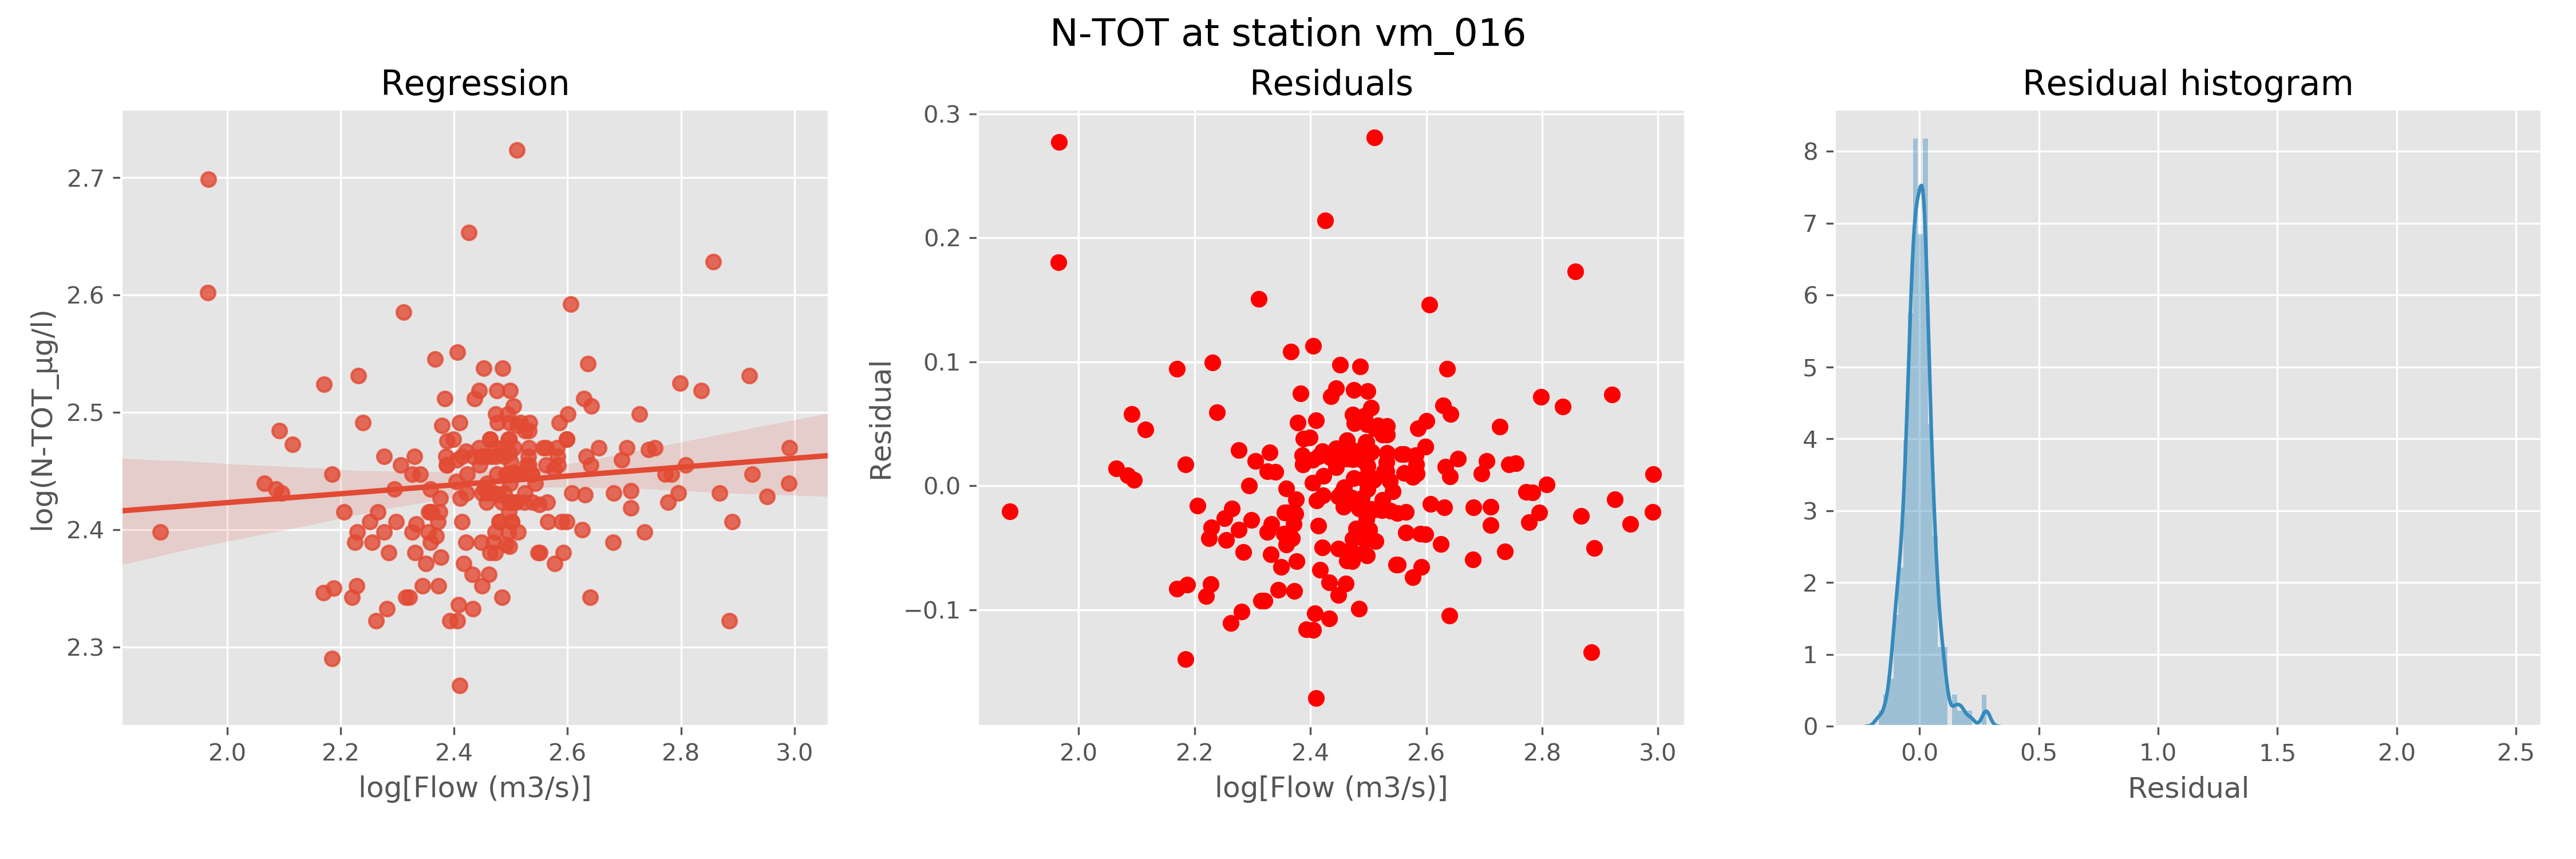 N-TOT at station vm_016
Regression
2.7
2.6
2.5
2.4
2.3
log(N-TOT_µg/l)
2.0 2.2 2.4 2.6 2.8 3.0
log[Flow (m3/s)]
Residuals
0.3
0.2
0.1
0.0
−0.1
Residual
2.0 2.2 2.4 2.6 2.8 3.0
log[Flow (m3/s)]
Residual histogram
8
7
6
5
4
3
2
1
0
0.0 0.5 1.0 1.5 2.0 2.5
Residual